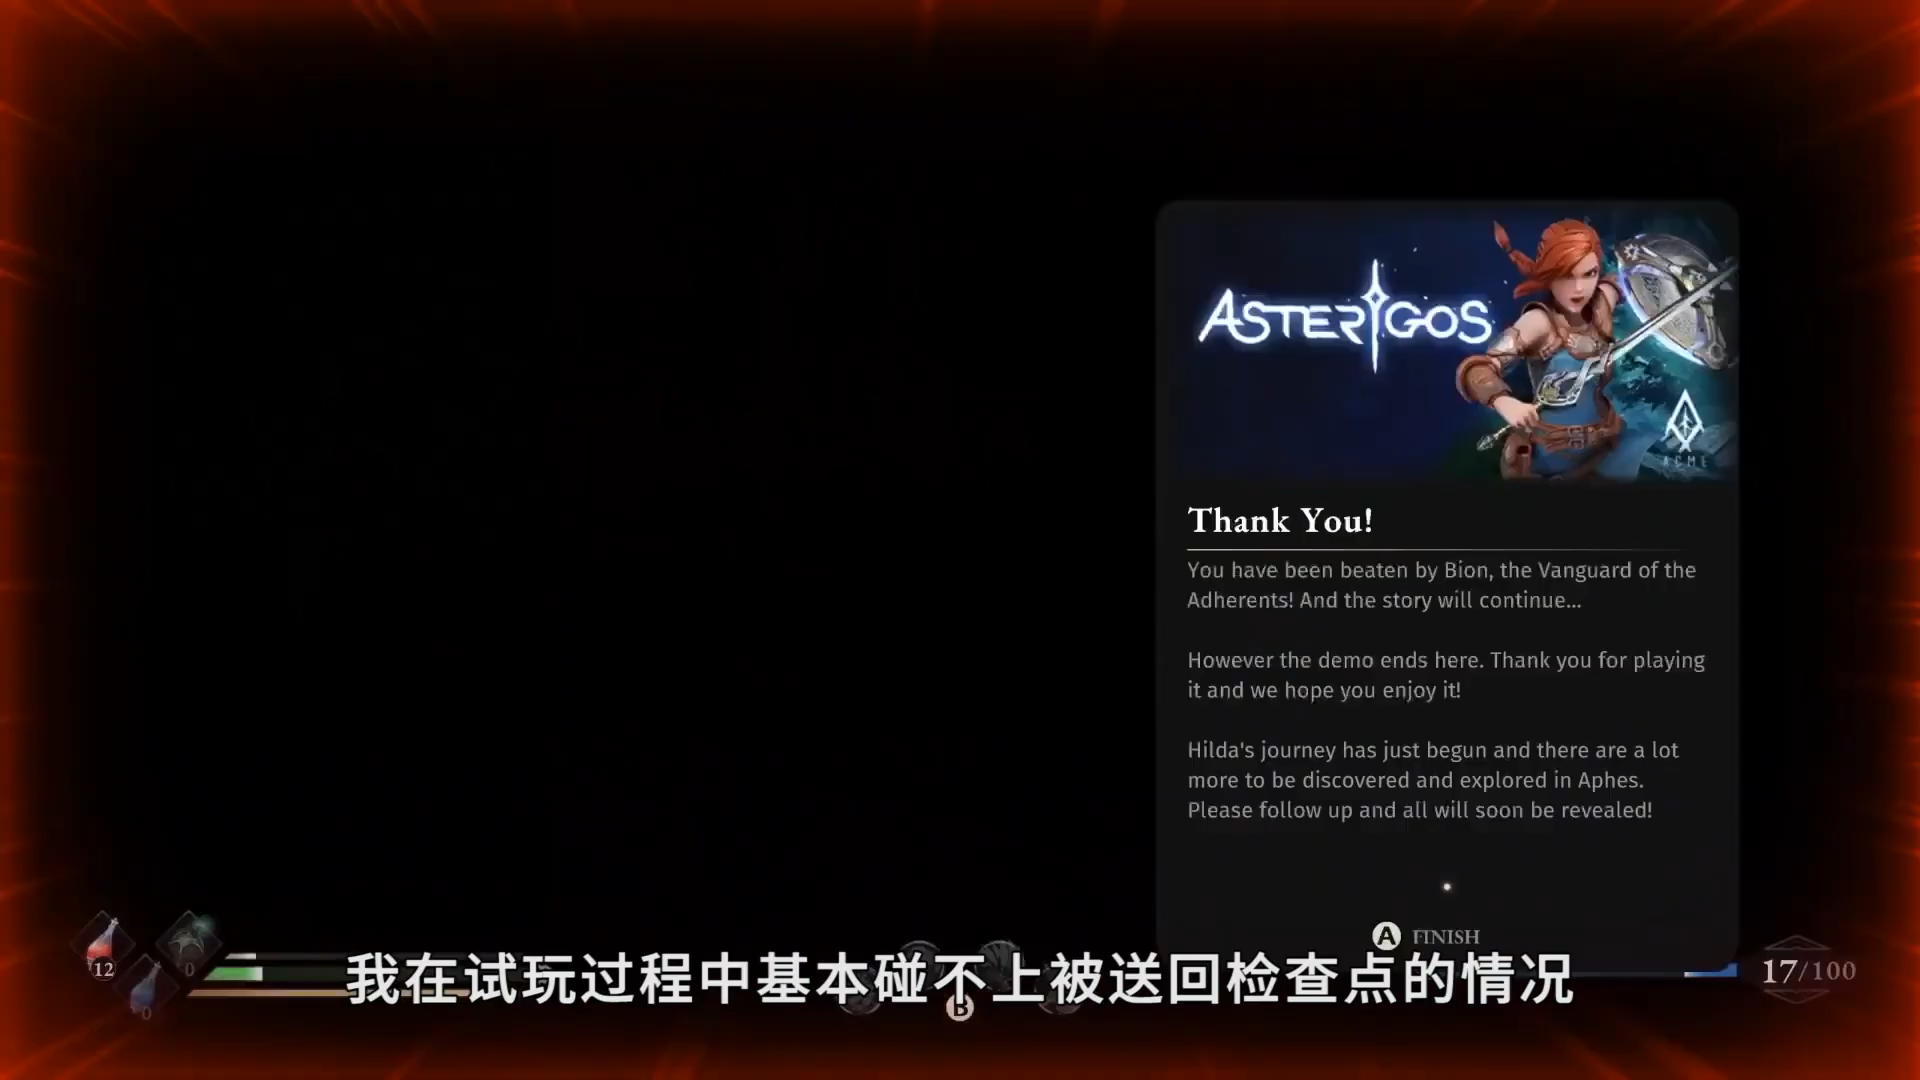 ASTERIGOS
ACME
Thank You!
You have been beaten by Bion, the Vanguard of the
Adherents! And the story will continue...
However the demo ends here. Thank you for playing
it and we hope you enjoy it!
Hilda's journey has just begun and there are a lot
more to be discovered and explored in Aphes.
Please follow up and all will soon be revealed!
A FINISH
12
0
0
我在试玩过程中基本碰不上被送回检查点的情况
B
17/100